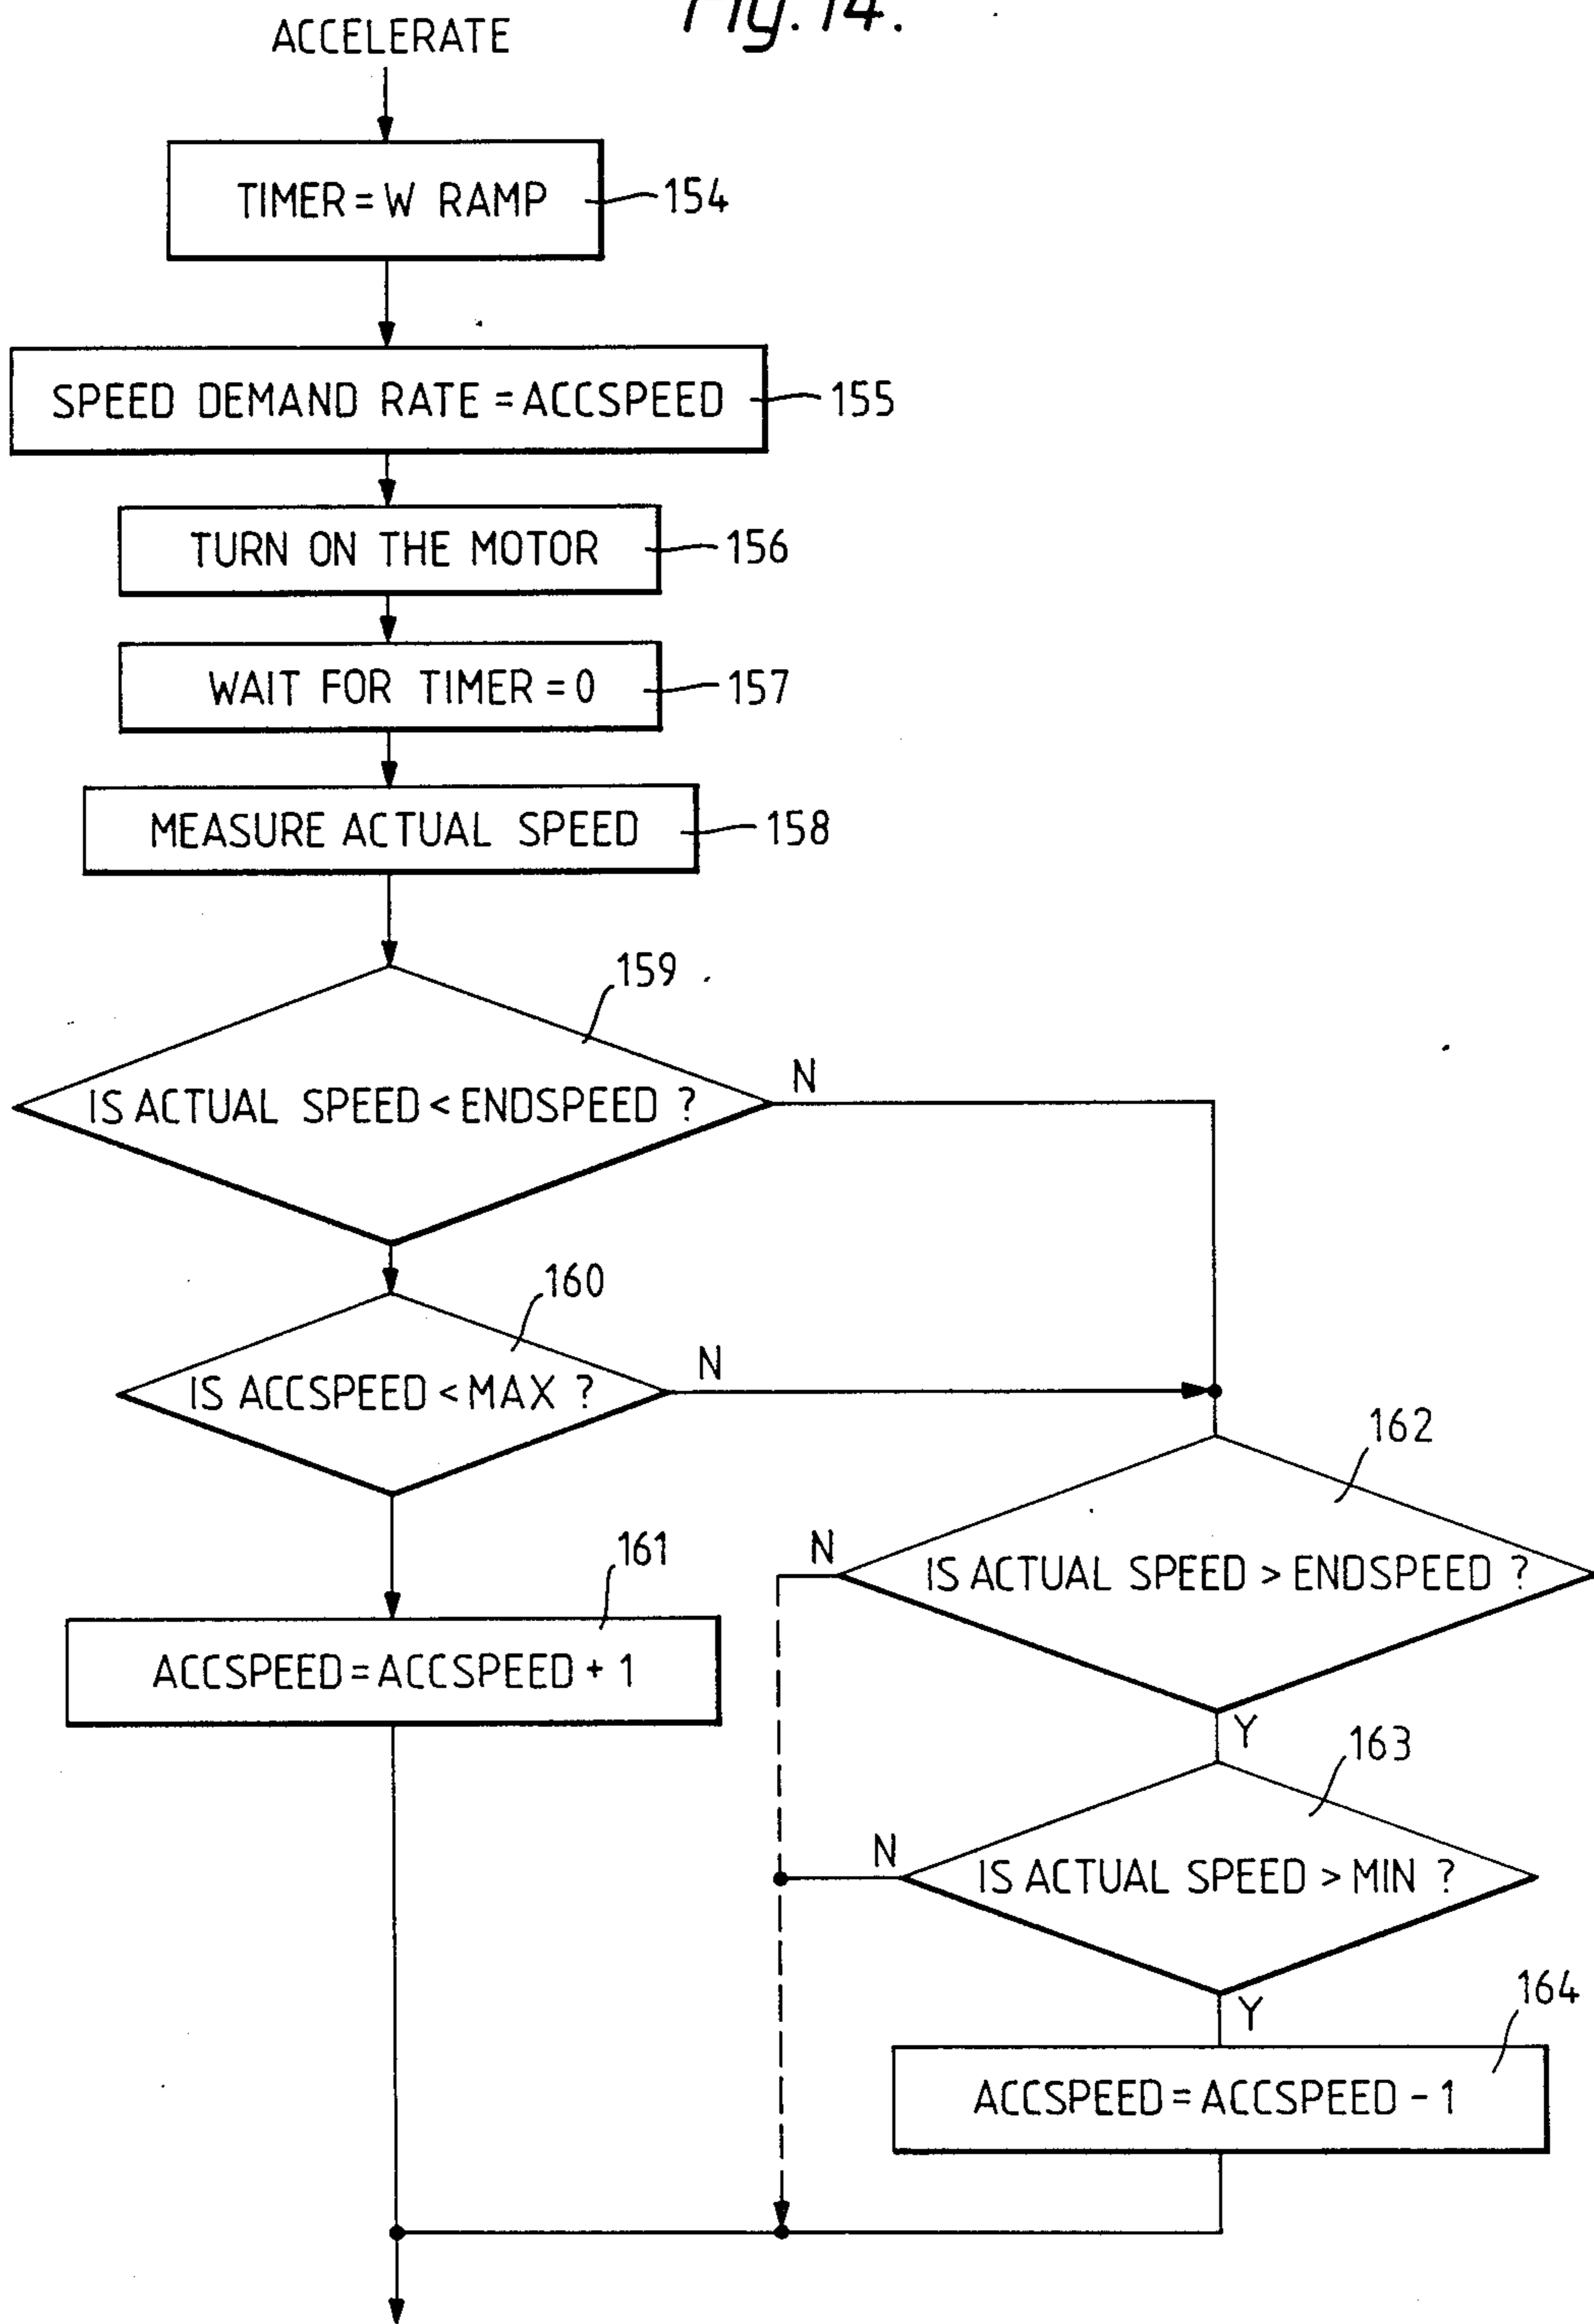 Fig. 14.
ACCELERATE
TIMER = W RAMP
154
SPEED DEMAND RATE = ACCSPEED
155
TURN ON THE MOTOR
156
WAIT FOR TIMER = 0
157
MEASURE ACTUAL SPEED
158
159
IS ACTUAL SPEED < ENDSPEED ?
N
160
IS ACCSPEED < MAX ?
N
161
ACCSPEED = ACCSPEED + 1
162
IS ACTUAL SPEED > ENDSPEED ?
N
Y
163
IS ACTUAL SPEED > MIN ?
N
Y
164
ACCSPEED = ACCSPEED - 1